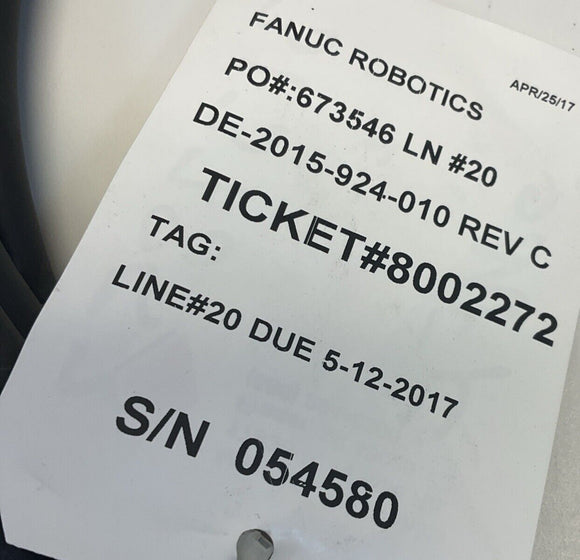 FANUC ROBOTICS
APR/25/17
PO#:673546 LN #20
DE-2015-924-010 REV C
TICKET#8002272
TAG:
LINE#20 DUE 5-12-2017
S/N 054580